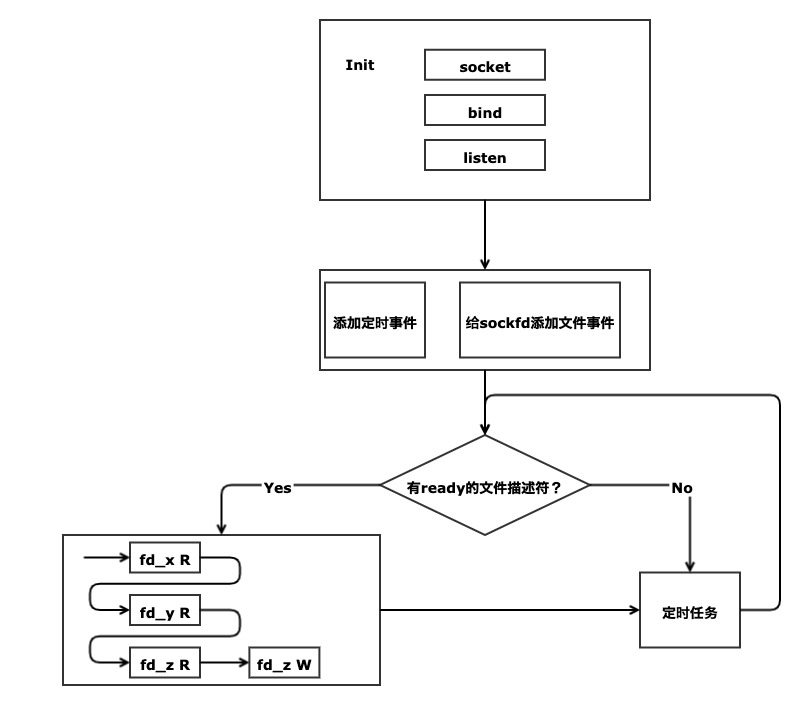 Init
socket
bind
listen
添加定时事件
给sockfd添加文件事件
有ready的文件描述符？
Yes
No
fd_x R
fd_y R
定时任务
fd_z R
fd_z W